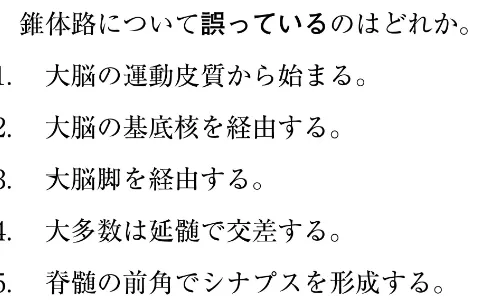 錐体路について誤っているのはどれか。
1. 大脳の運動皮質から始まる。
2. 大脳の基底核を経由する。
3. 大脳脚を経由する。
4. 大多数は延髄で交差する。
5. 脊髄の前角でシナプスを形成する。